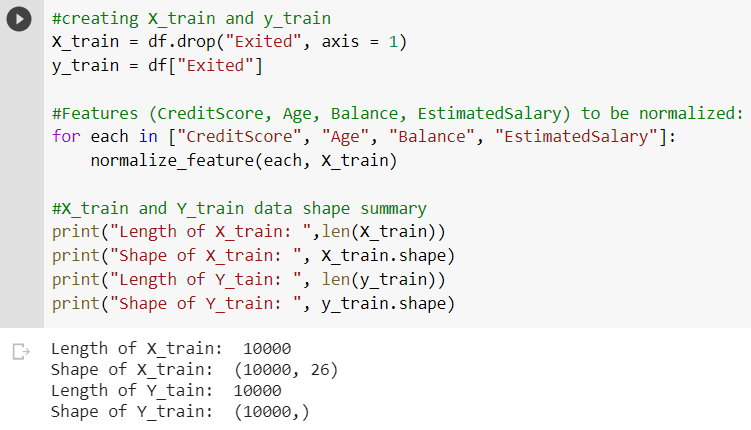 #creating X_train and y_train
X_train = df.drop("Exited", axis = 1)
y_train = df["Exited"]
#Features (CreditScore, Age, Balance, EstimatedSalary) to be normalized:
for each in ["CreditScore", "Age", "Balance", "EstimatedSalary"]:
    normalize_feature(each, X_train)
#X_train and Y_train data shape summary
print("Length of X_train: ",len(X_train))
print("Shape of X_train: ", X_train.shape)
print("Length of Y_tain: ", len(y_train))
print("Shape of Y_train: ", y_train.shape)
Length of X_train:  10000
Shape of X_train:  (10000, 26)
Length of Y_tain:  10000
Shape of Y_train:  (10000,)